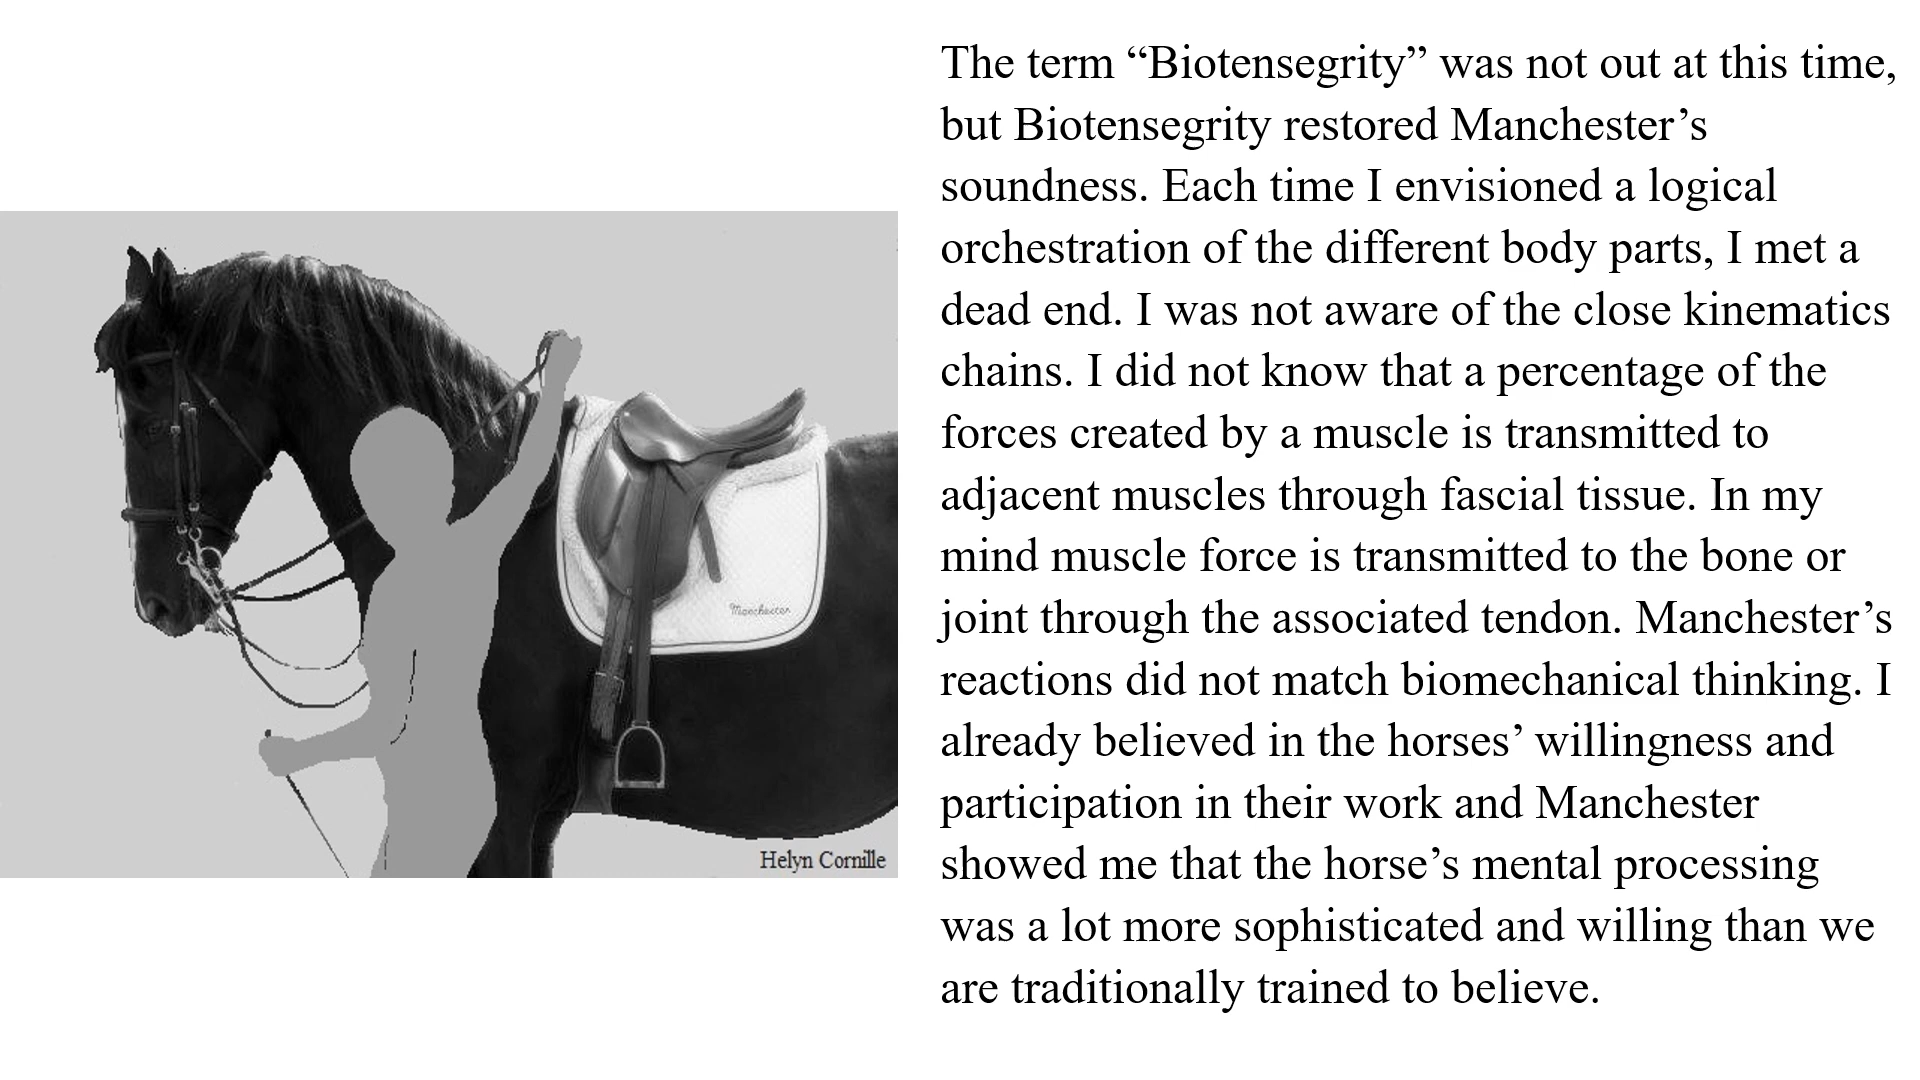 The term “Biotensegrity” was not out at this time,
but Biotensegrity restored Manchester’s
soundness. Each time I envisioned a logical
orchestration of the different body parts, I met a
dead end. I was not aware of the close kinematics
chains. I did not know that a percentage of the
forces created by a muscle is transmitted to
adjacent muscles through fascial tissue. In my
mind muscle force is transmitted to the bone or
joint through the associated tendon. Manchester’s
reactions did not match biomechanical thinking. I
already believed in the horses’ willingness and
participation in their work and Manchester
showed me that the horse’s mental processing
was a lot more sophisticated and willing than we
are traditionally trained to believe.
Manchester
Helyn Cornille